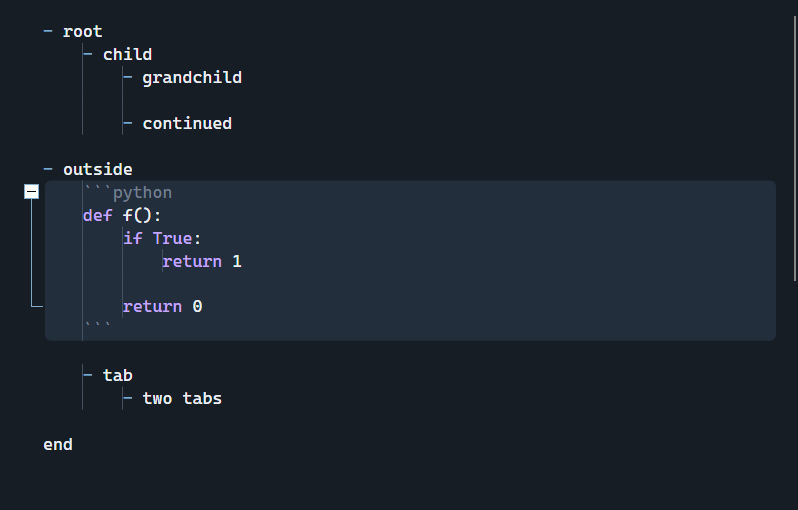 - root
    - child
        - grandchild

        - continued

- outside
    ```python
    def f():
        if True:
            return 1

        return 0
    ```

    - tab
        - two tabs

end